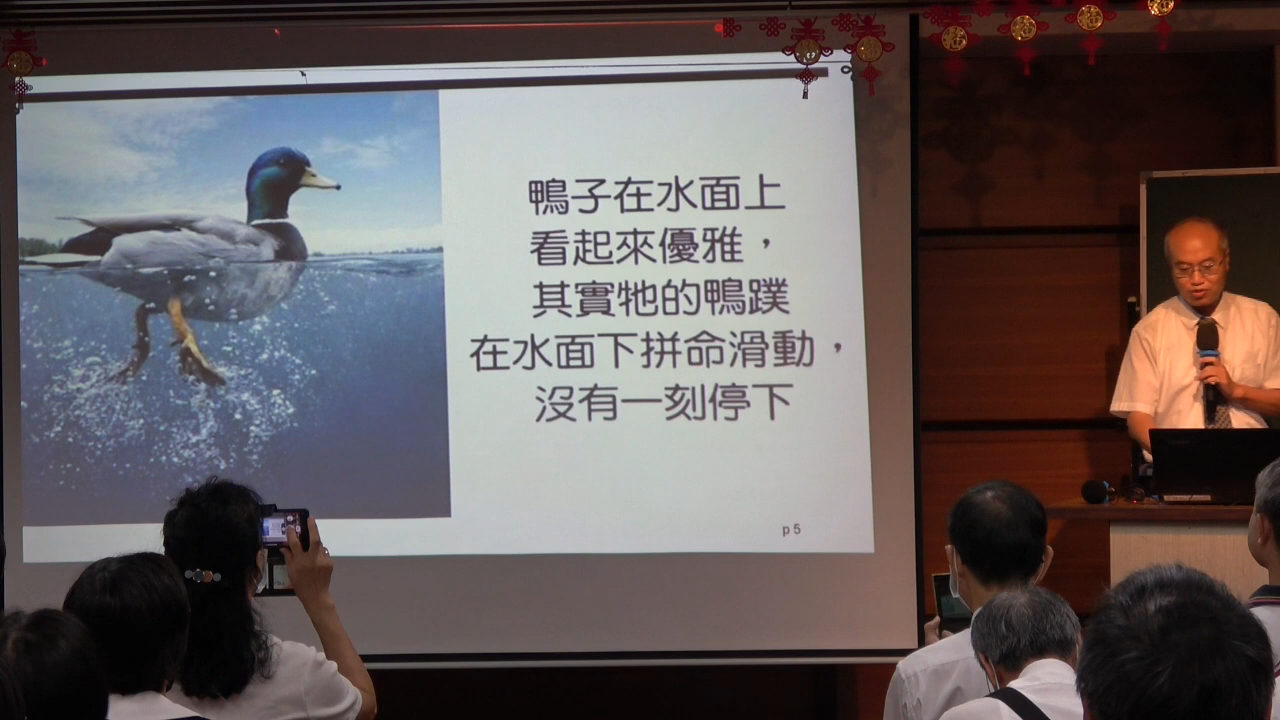 鴨子在水面上
看起來優雅，
其實牠的鴨蹼
在水面下拼命滑動，
沒有一刻停下
p 5